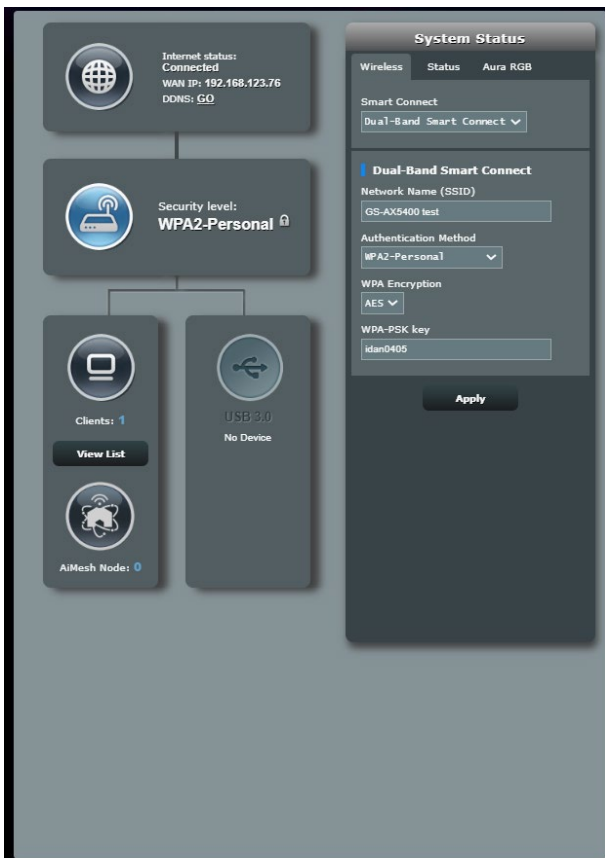 Internet status:
Connected
WAN IP: 192.168.123.76
DDNS: GO
Security level:
WPA2-Personal
Clients: 1
View List
AiMesh Node: 0
USB 3.0
No Device
System Status
Wireless Status Aura RGB
Smart Connect
Dual-Band Smart Connect
Dual-Band Smart Connect
Network Name (SSID)
GS-AX5400 test
Authentication Method
WPA2-Personal
WPA Encryption
AES
WPA-PSK key
idan0405
Apply